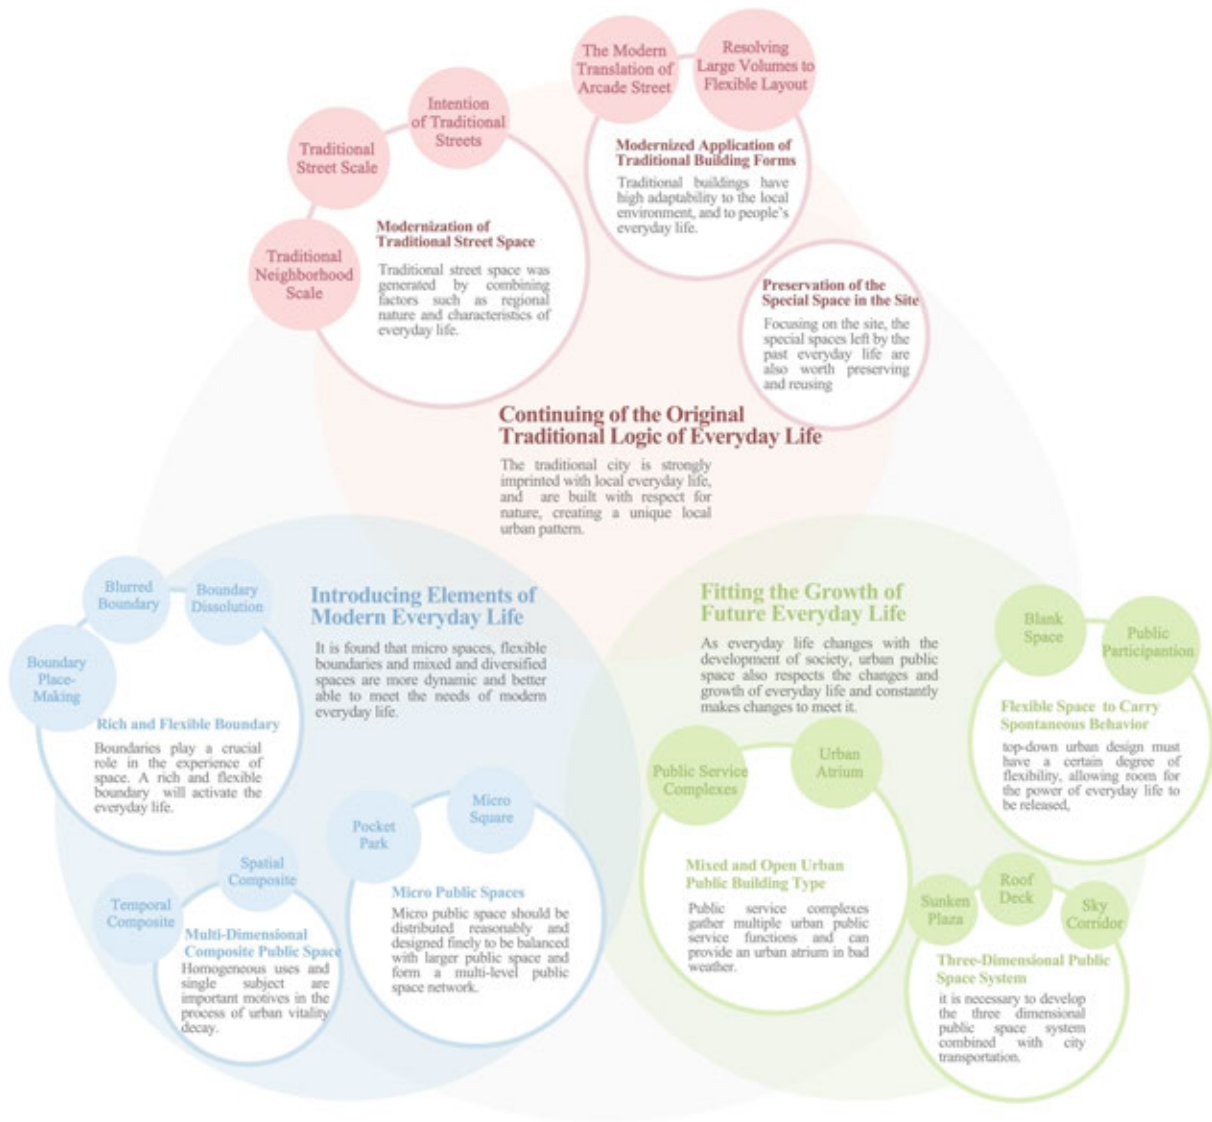 The Modern
Translation of
Arcade Street
Resolving
Large Volumes to
Flexible Layout
Intention
of Traditional
Streets
Traditional
Street Scale
Traditional
Neighborhood
Scale
Modernized Application of
Traditional Building Forms
Traditional buildings have
high adaptability to the local
environment, and to people's
everyday life.
Modernization of
Traditional Street Space
Traditional street space was
generated by combining
factors such as regional
nature and characteristics of
everyday life.
Preservation of the
Special Space in the Site
Focusing on the site, the
special spaces left by the
past everyday life are
also worth preserving
and reusing
Continuing of the Original
Traditional Logic of Everyday Life
The traditional city is strongly
imprinted with local everyday life,
and are built with respect for
nature, creating a unique local
urban pattern.
Blurred
Boundary
Boundary
Dissolution
Boundary
Place-
Making
Introducing Elements of
Modern Everyday Life
It is found that micro spaces, flexible
boundaries and mixed and diversified
spaces are more dynamic and better
able to meet the needs of modern
everyday life.
Rich and Flexible Boundary
Boundaries play a crucial
role in the experience of
space. A rich and flexible
boundary will activate the
everyday life.
Micro
Square
Pocket
Park
Micro Public Spaces
Micro public space should be
distributed reasonably and
designed finely to be balanced
with larger public space and
form a multi-level public
space network.
Spatial
Composite
Temporal
Composite
Multi-Dimensional
Composite Public Space
Homogeneous uses and
single subject are
important motives in the
process of urban vitality
decay.
Fitting the Growth of
Future Everyday Life
As everyday life changes with the
development of society, urban public
space also respects the changes and
growth of everyday life and constantly
makes changes to meet it.
Blank
Space
Public
Participantion
Flexible Space to Carry
Spontaneous Behavior
top-down urban design must
have a certain degree of
flexibility, allowing room for
the power of everyday life to
be released,
Public Service
Complexes
Urban
Atrium
Mixed and Open Urban
Public Building Type
Public service complexes
gather multiple urban public
service functions and can
provide an urban atrium in bad
weather.
Sunken
Plaza
Roof
Deck
Sky
Corridor
Three-Dimensional Public
Space System
it is necessary to develop
the three dimensional
public space system
combined with city
transportation.